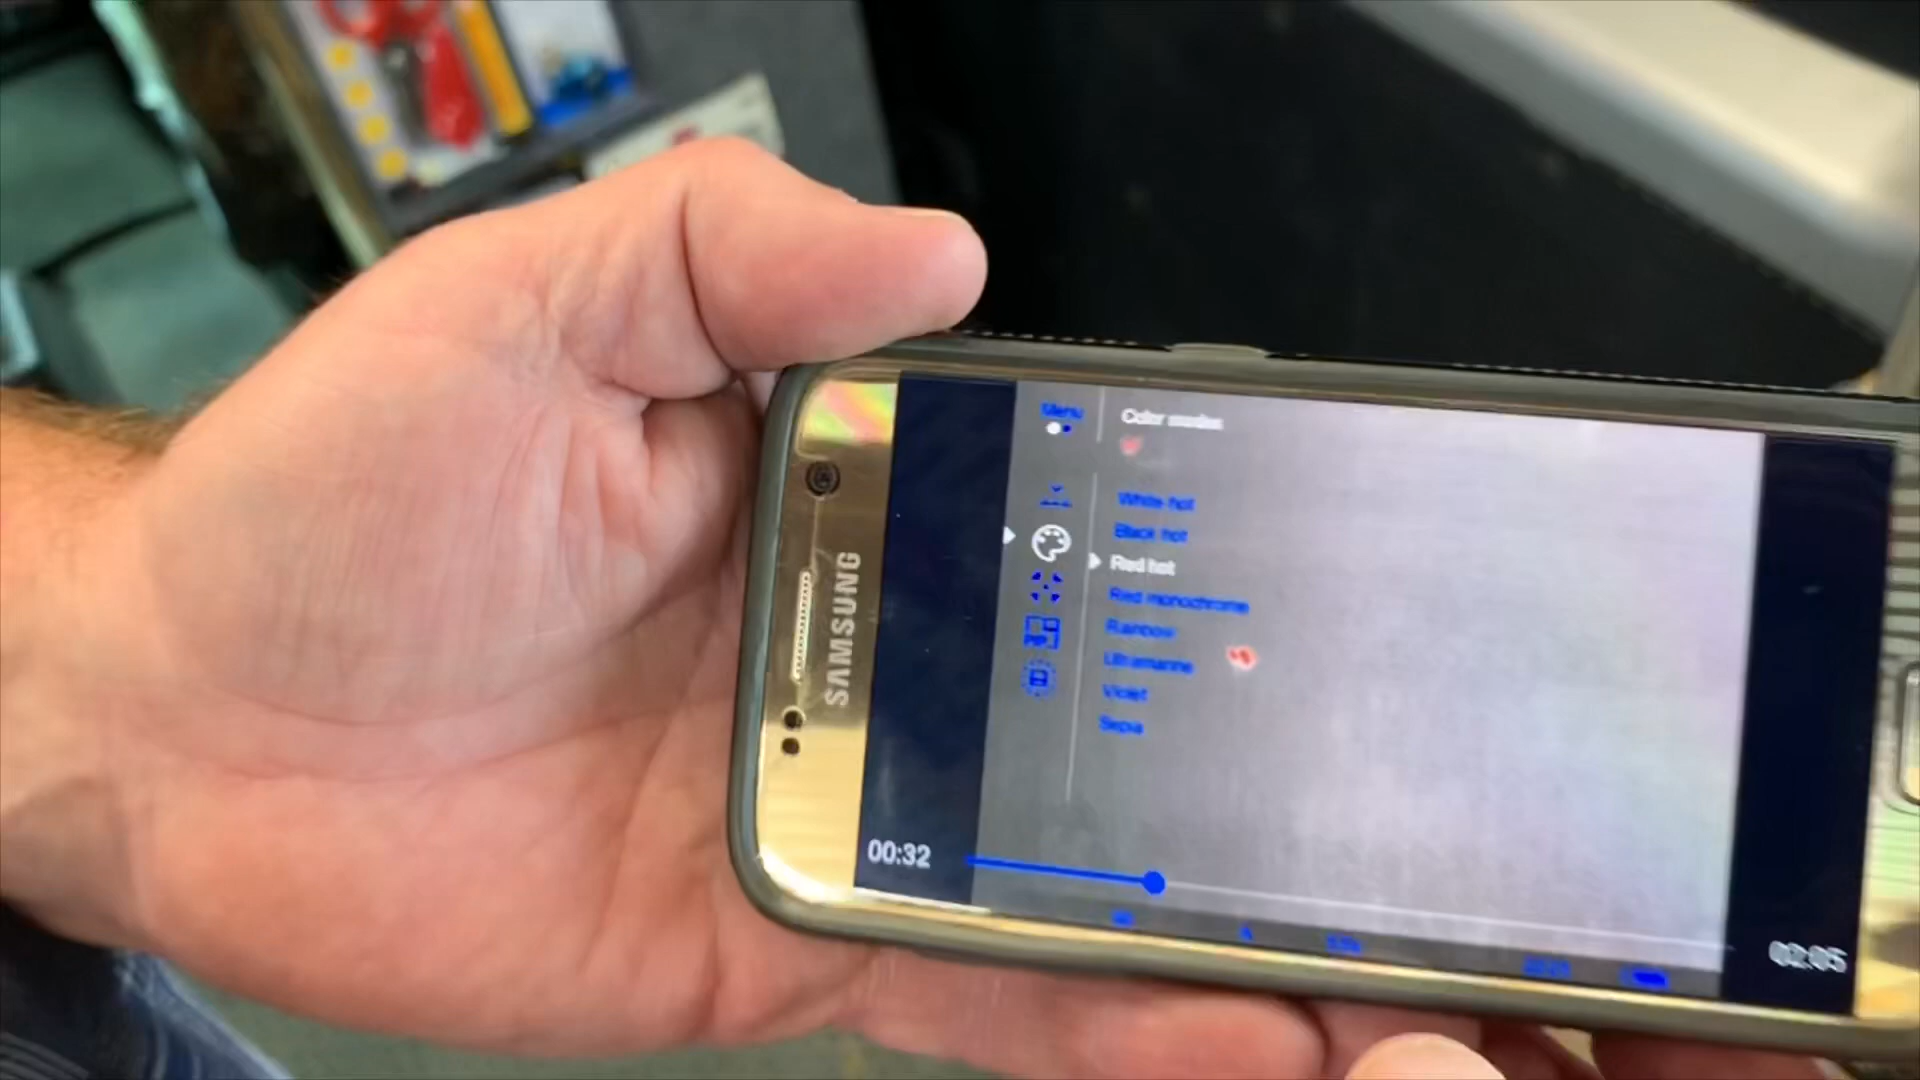 SAMSUNG
Menu
Color modes
White hot
Black hot
Red hot
Red monochrome
Rainbow
Ultramarine
Violet
Sepia
PIP
00:32
02:05